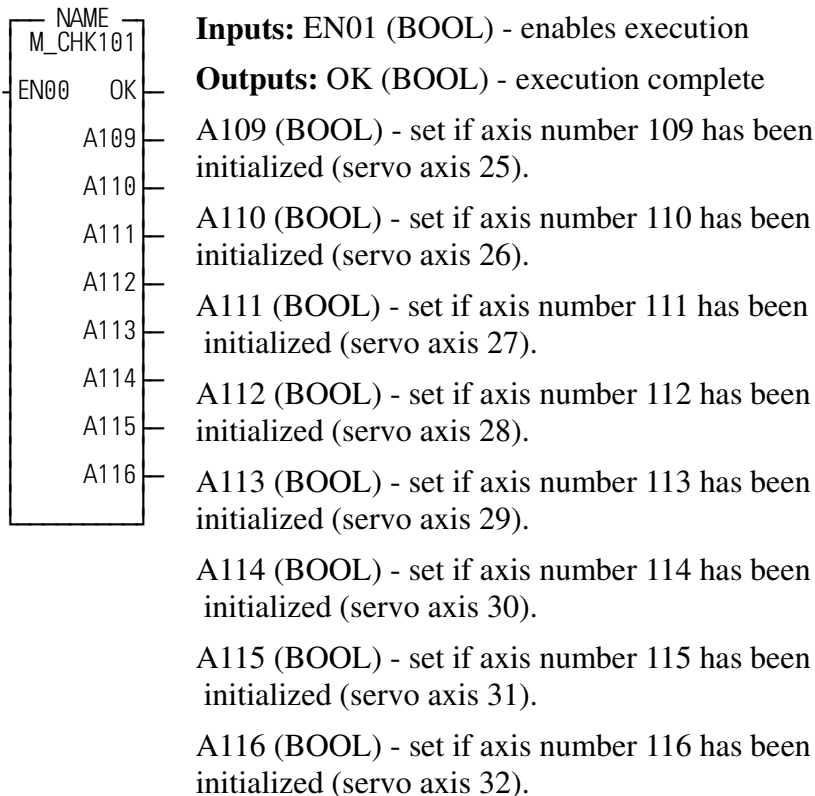 NAME
M_CHK101
EN00 OK
A109
A110
A111
A112
A113
A114
A115
A116
Inputs: EN01 (BOOL) - enables execution
Outputs: OK (BOOL) - execution complete
A109 (BOOL) - set if axis number 109 has been
initialized (servo axis 25).
A110 (BOOL) - set if axis number 110 has been
initialized (servo axis 26).
A111 (BOOL) - set if axis number 111 has been
initialized (servo axis 27).
A112 (BOOL) - set if axis number 112 has been
initialized (servo axis 28).
A113 (BOOL) - set if axis number 113 has been
initialized (servo axis 29).
A114 (BOOL) - set if axis number 114 has been
initialized (servo axis 30).
A115 (BOOL) - set if axis number 115 has been
initialized (servo axis 31).
A116 (BOOL) - set if axis number 116 has been
initialized (servo axis 32).